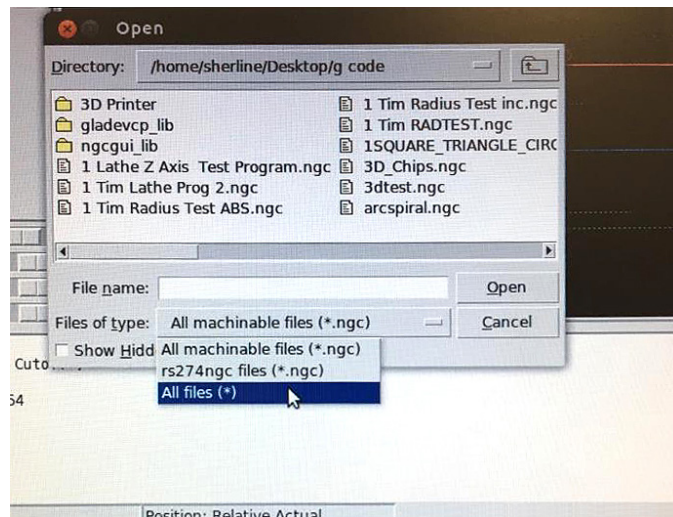 Open
Directory: /home/sherline/Desktop/g code
3D Printer
gladevcp_lib
ngcgui_lib
1 Lathe Z Axis Test Program.ngc
1 Tim Lathe Prog 2.ngc
1 Tim Radius Test ABS.ngc
1 Tim Radius Test inc.ngc
1 Tim RADTEST.ngc
1SQUARE_TRIANGLE_CIRC
3D_Chips.ngc
3dtest.ngc
arcspiral.ngc
File name:
Open
Files of type: All machinable files (*.ngc)
Cancel
Show Hidd
All machinable files (*.ngc)
rs274ngc files (*.ngc)
All files (*)
Cuto
54
Position: Relative Actual